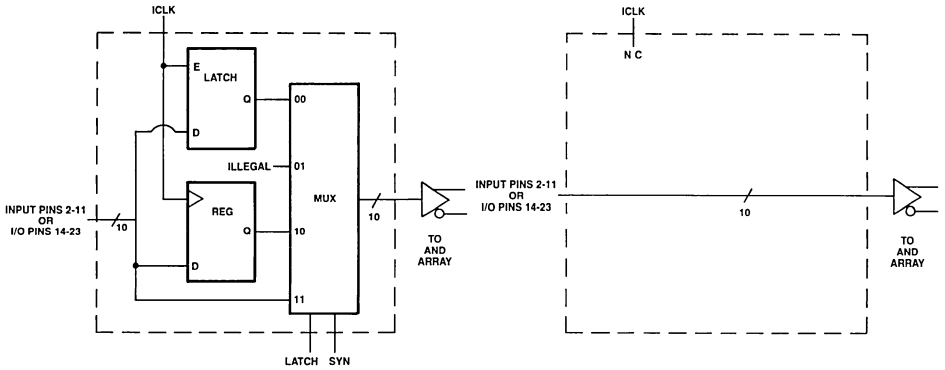 ICLK
E
LATCH
Q
D
00
ILLEGAL
01
MUX
REG
Q
10
D
11
INPUT PINS 2-11
OR
I/O PINS 14-23
10
10
TO
AND
ARRAY
LATCH SYN
ICLK
N C
INPUT PINS 2-11
OR
I/O PINS 14-23
10
TO
AND
ARRAY